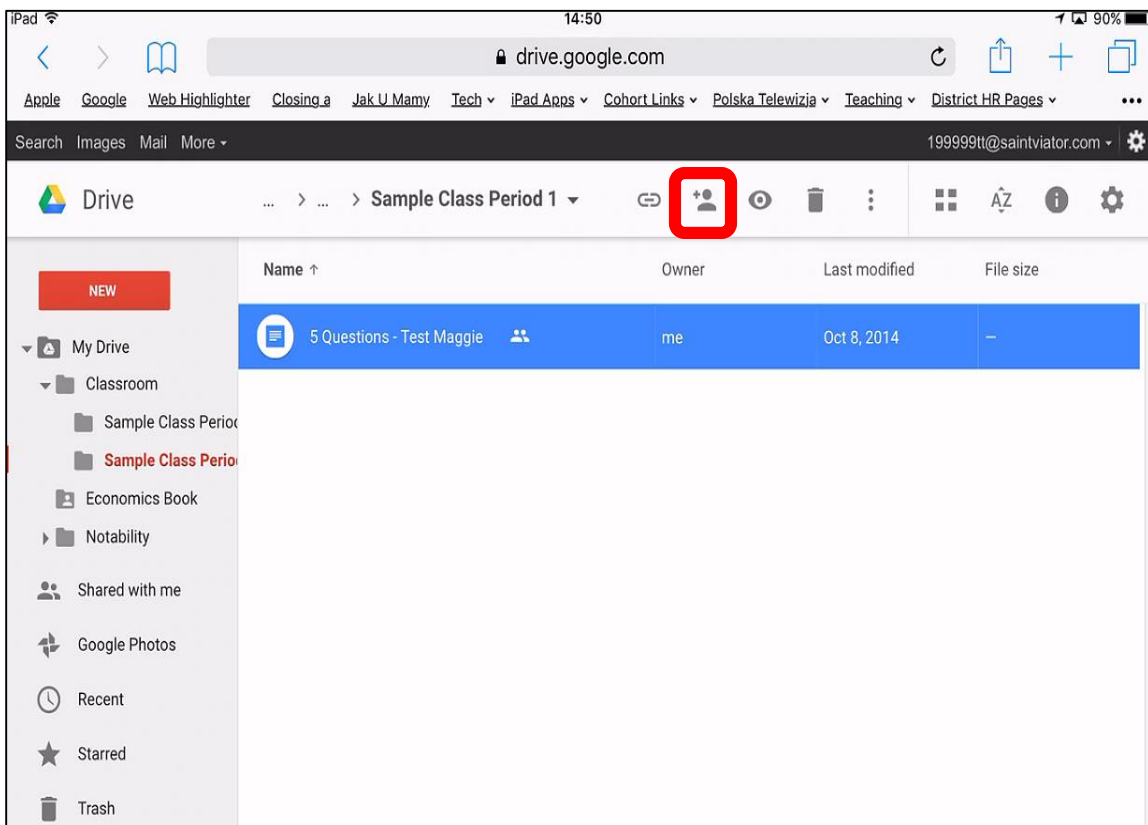 iPad 14:50 90%
drive.google.com
Apple Google Web Highlighter Closing a Jak U Mamy Tech iPad Apps Cohort Links Polska Telewizja Teaching District HR Pages •••
Search Images Mail More 199999tt@saintviator.com
Drive ... > ... > Sample Class Period 1 AZ
Name ↑ Owner Last modified File size
NEW
5 Questions - Test Maggie me Oct 8, 2014 —
My Drive
Classroom
Sample Class Period
Sample Class Perio
Economics Book
Notability
Shared with me
Google Photos
Recent
Starred
Trash